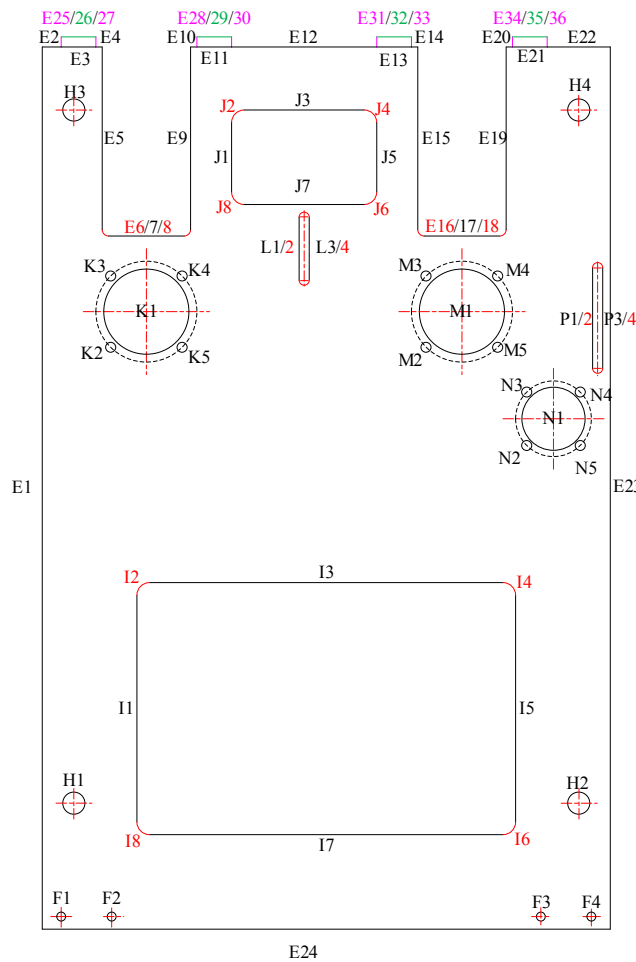 E25/26/27 E28/29/30 E31/32/33 E34/35/36
E2 E4 E10 E12 E14 E20 E22
E3 E11 E13 E21
H3 H4
J2 J3 J4
E5 E9 E15 E19
J1 J5
J8 J7 J6
E6/7/8 E16/17/18
L1/2 L3/4
K3 K4 M3 M4
K1 M1 P1/2 P3/4
K2 K5 M2 M5
N3 N4
N1
N2 N5
E1 E23
I2 I3 I4
I1 I5
H1 H2
I8 I7 I6
F1 F2 F3 F4
E24